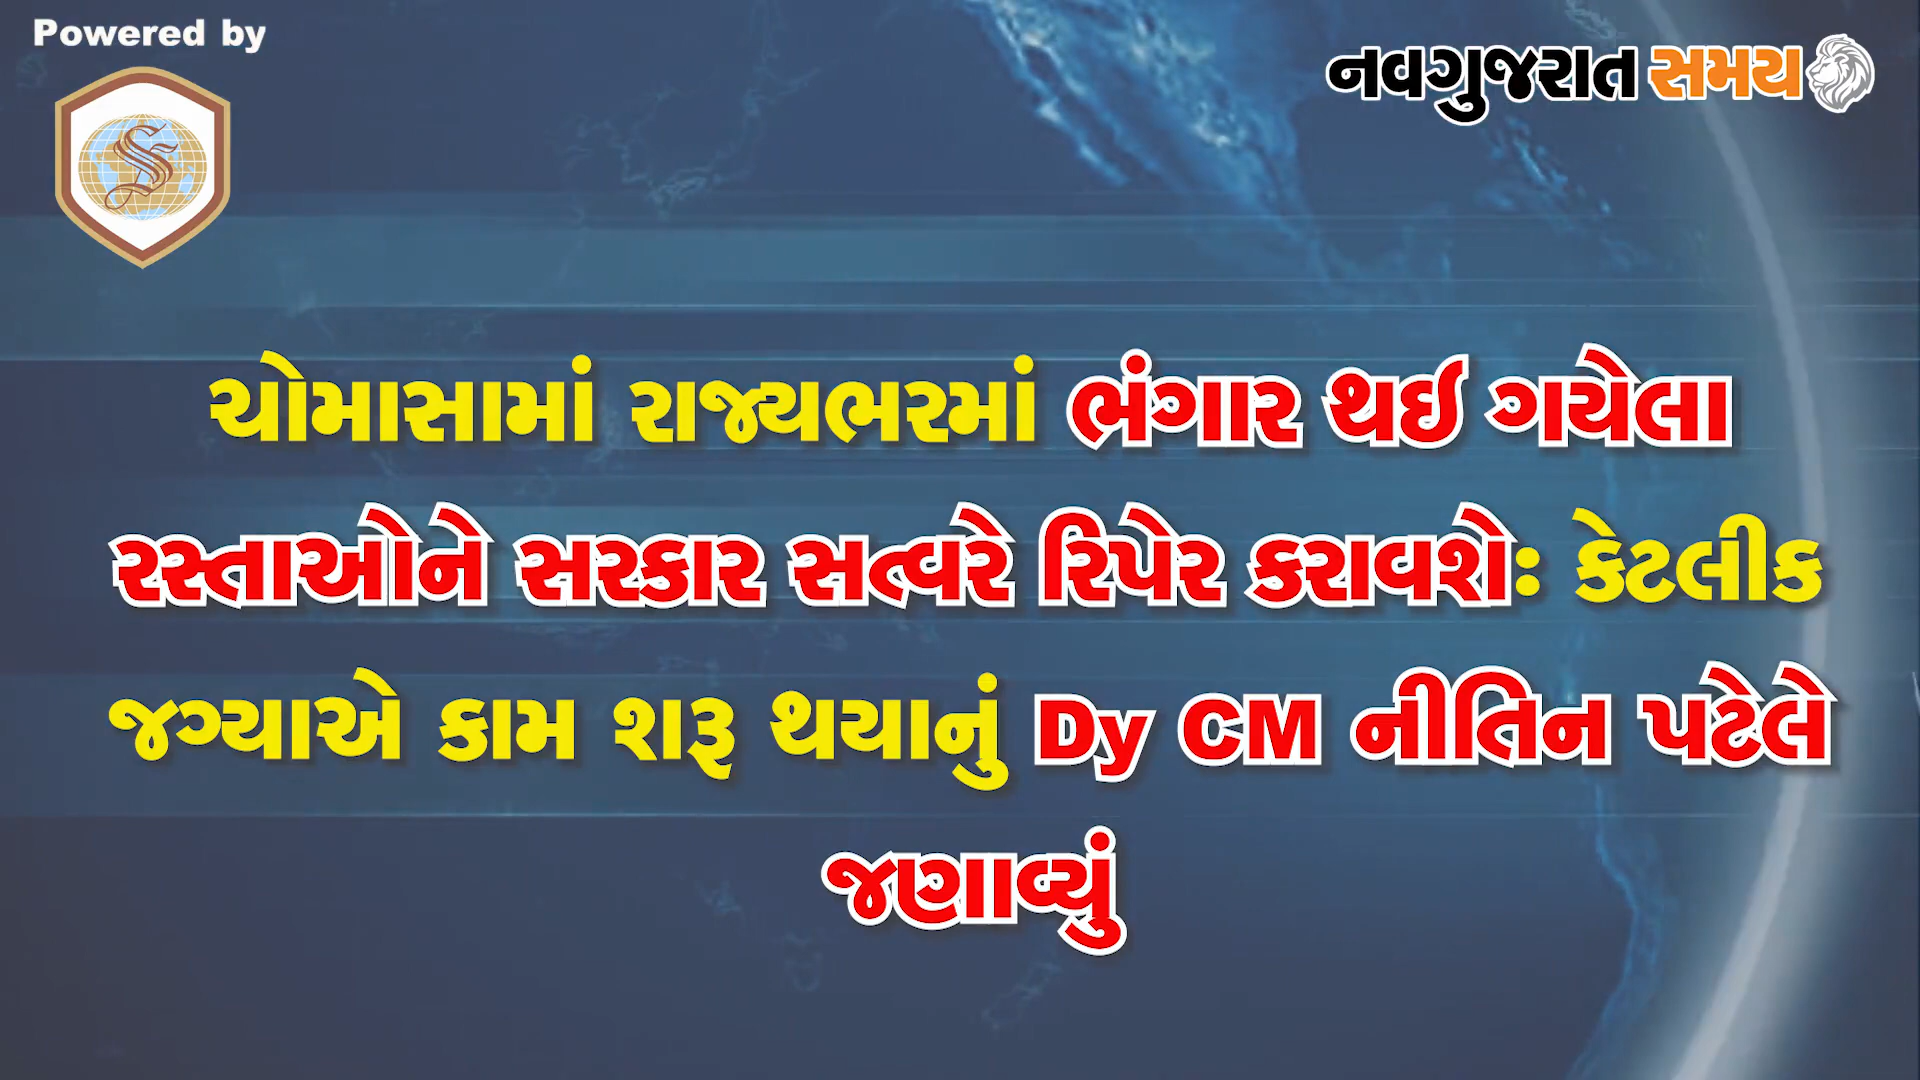 Powered by
નવગુજરાત સમય
S
ચોમાસામાં રાજ્યભરમાં ભંગાર થઇ ગયેલા
રસ્તાઓને સરકાર સત્વરે રિપેર કરાવશેઃ કેટલીક
જગ્યાએ કામ શરૂ થયાનું Dy CM નીતિન પટેલે
જણાવ્યું